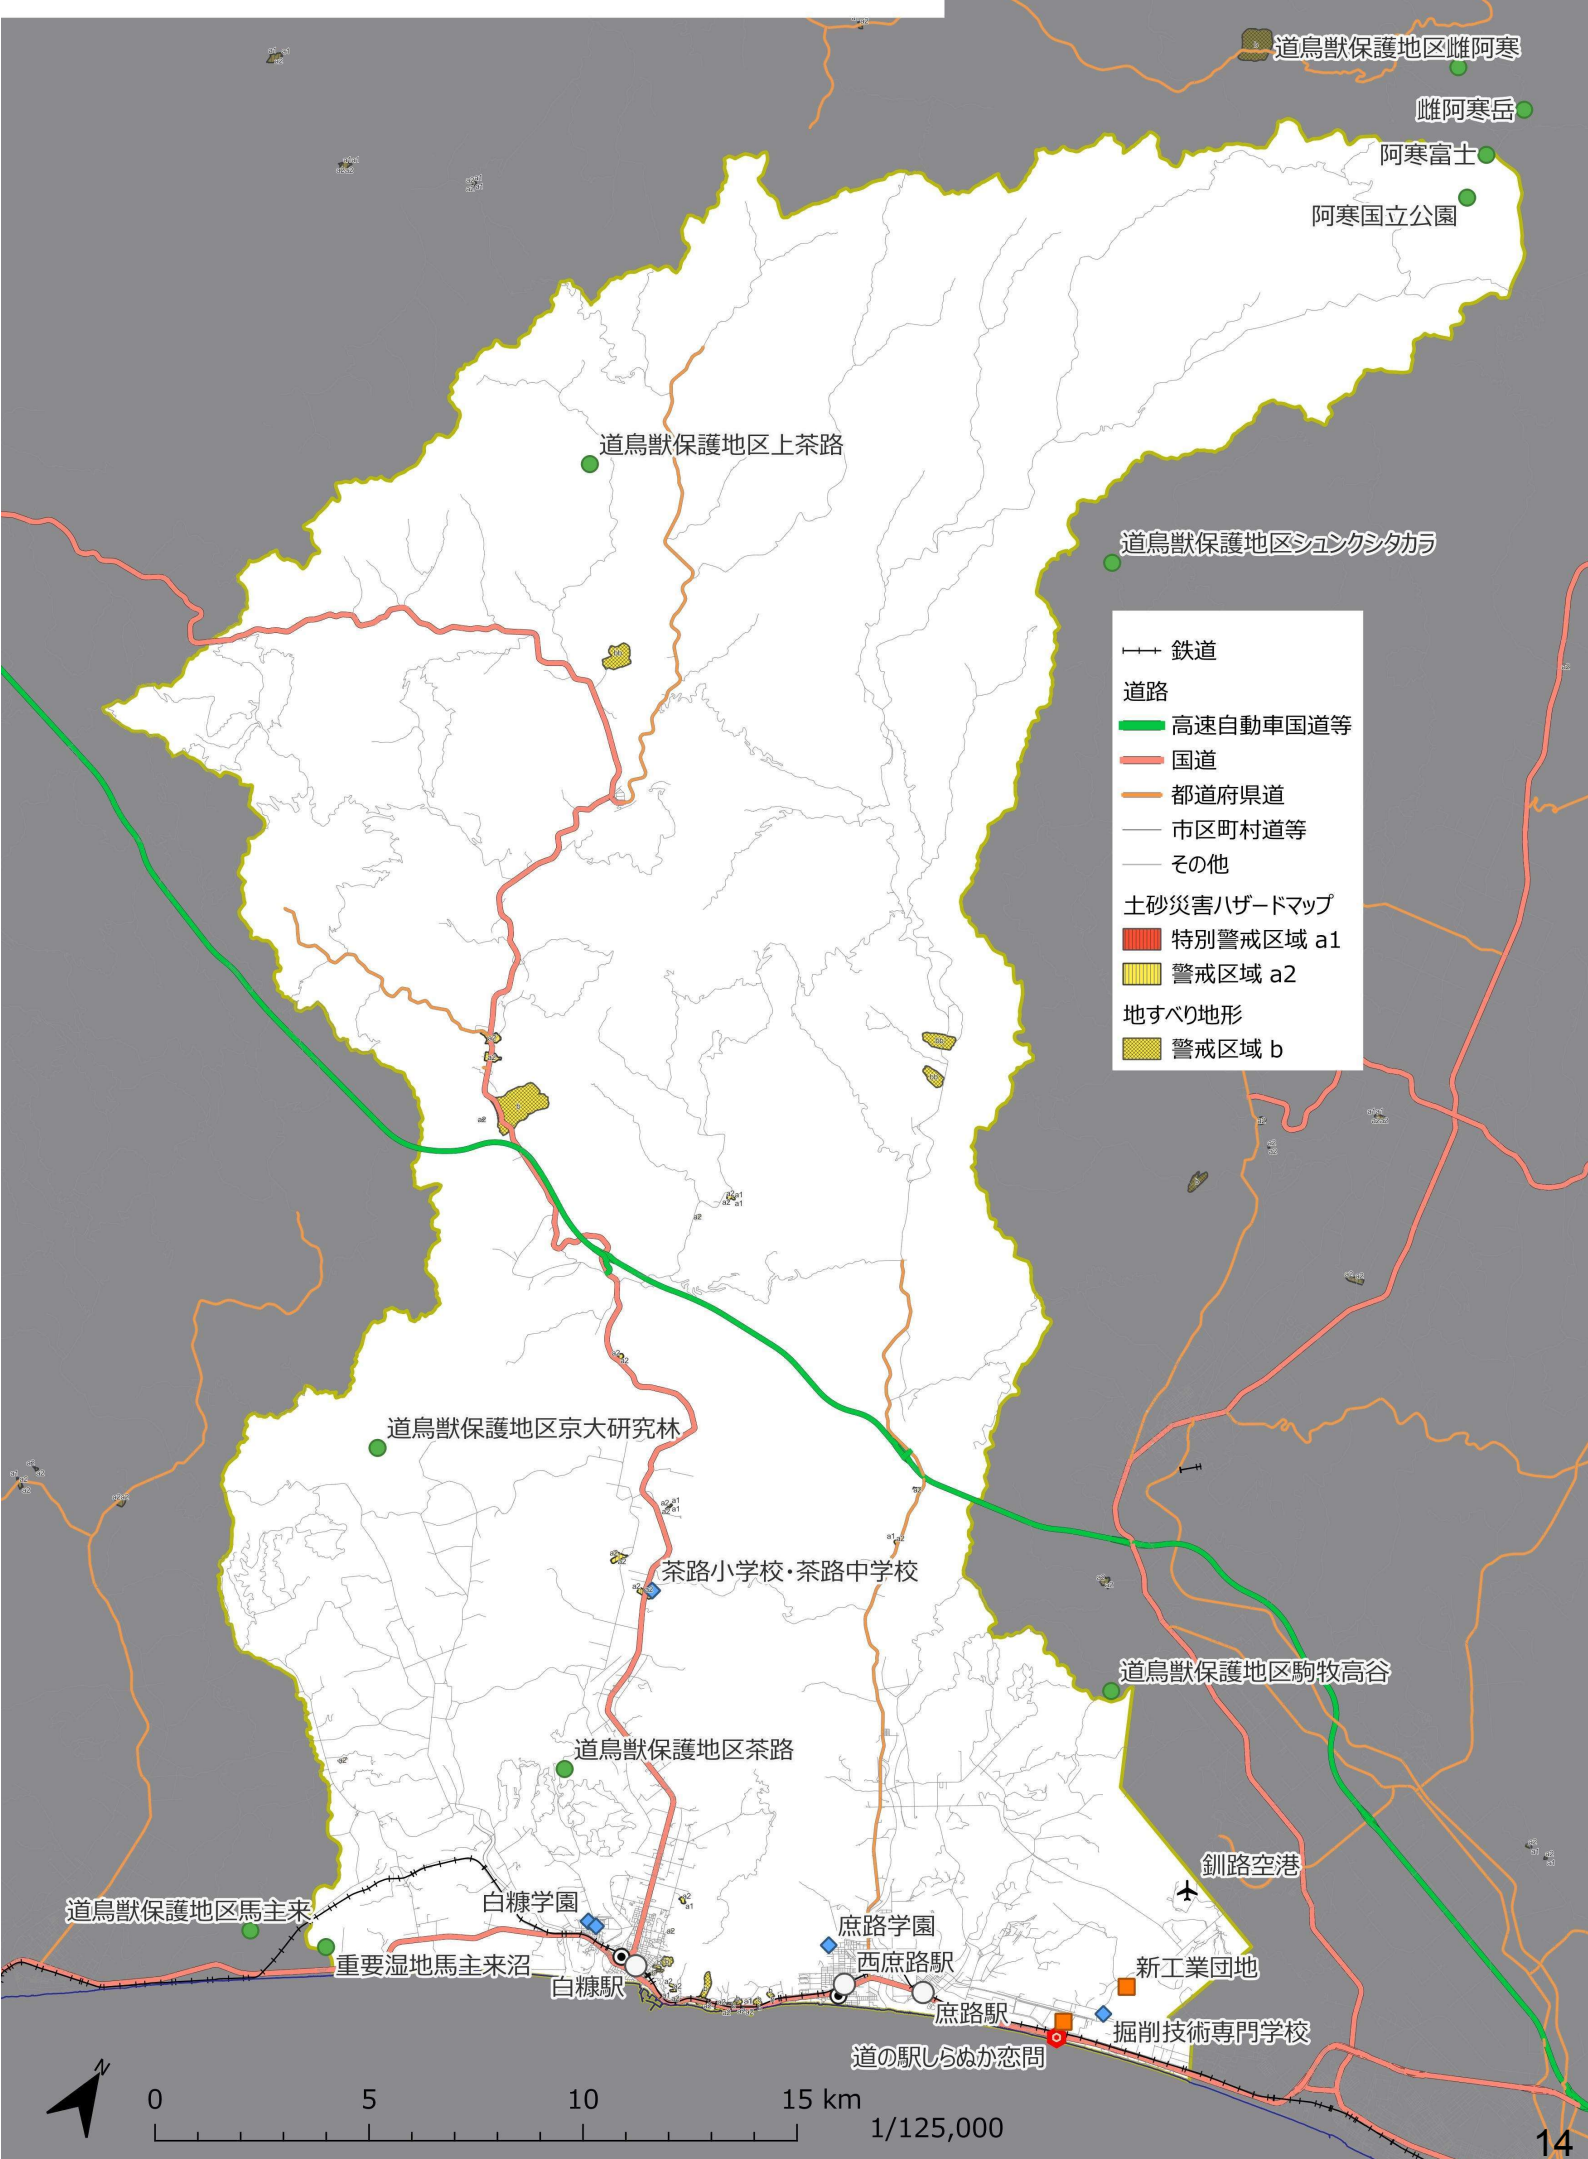 道鳥獣保護地区雌阿寒
雌阿寒岳
阿寒富士
阿寒国立公園
道鳥獣保護地区上茶路
道鳥獣保護地区シュンクシタカラ
鉄道
道路
高速自動車国道等
国道
都道府県道
市区町村道等
その他
土砂災害ハザードマップ
特別警戒区域 a1
警戒区域 a2
地すべり地形
警戒区域 b
道鳥獣保護地区京大研究林
茶路小学校・茶路中学校
道鳥獣保護地区駒牧高谷
道鳥獣保護地区茶路
釧路空港
白糠学園
道鳥獣保護地区馬主来
庶路学園
重要湿地馬主来沼
西庶路駅
新工業団地
白糠駅
庶路駅
掘削技術専門学校
道の駅しらぬか恋問
N
0 5 10 15 km
1/125,000
14